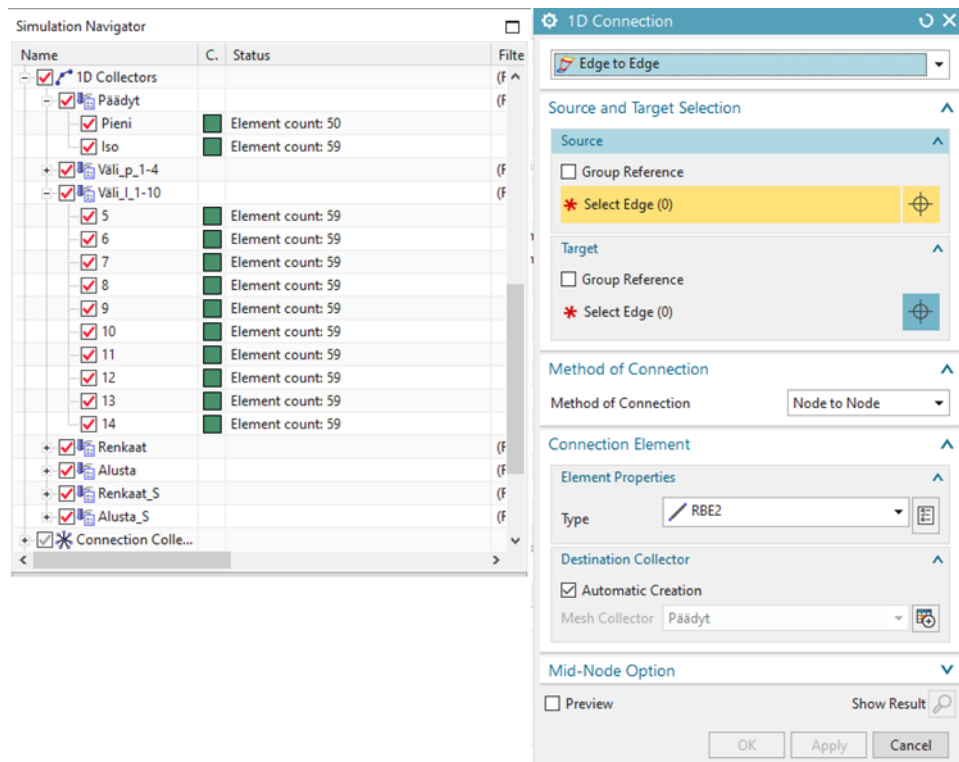 Simulation Navigator
Name C. Status Filte
1D Collectors (F
Päädyt (F
Pieni Element count: 50
Iso Element count: 59
Väli_p_1-4 (F
Väli_l_1-10 (F
5 Element count: 59
6 Element count: 59
7 Element count: 59
8 Element count: 59
9 Element count: 59
10 Element count: 59
11 Element count: 59
12 Element count: 59
13 Element count: 59
14 Element count: 59
Renkaat (F
Alusta (F
Renkaat_S (F
Alusta_S (F
Connection Colle...
1D Connection
Edge to Edge
Source and Target Selection
Source
Group Reference
* Select Edge (0)
Target
Group Reference
* Select Edge (0)
Method of Connection
Method of Connection Node to Node
Connection Element
Element Properties
Type RBE2
Destination Collector
Automatic Creation
Mesh Collector Päädyt
Mid-Node Option
Preview Show Result
OK Apply Cancel